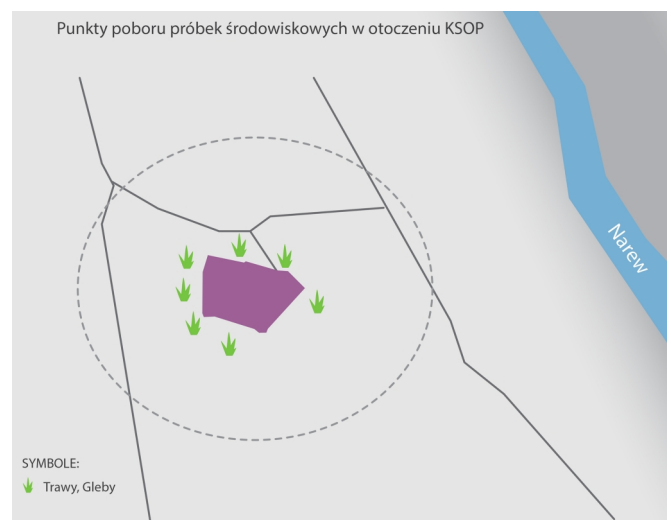 Punkty poboru próbek środowiskowych w otoczeniu KSOP
Narew
SYMBOLE:
Trawy, Gleby